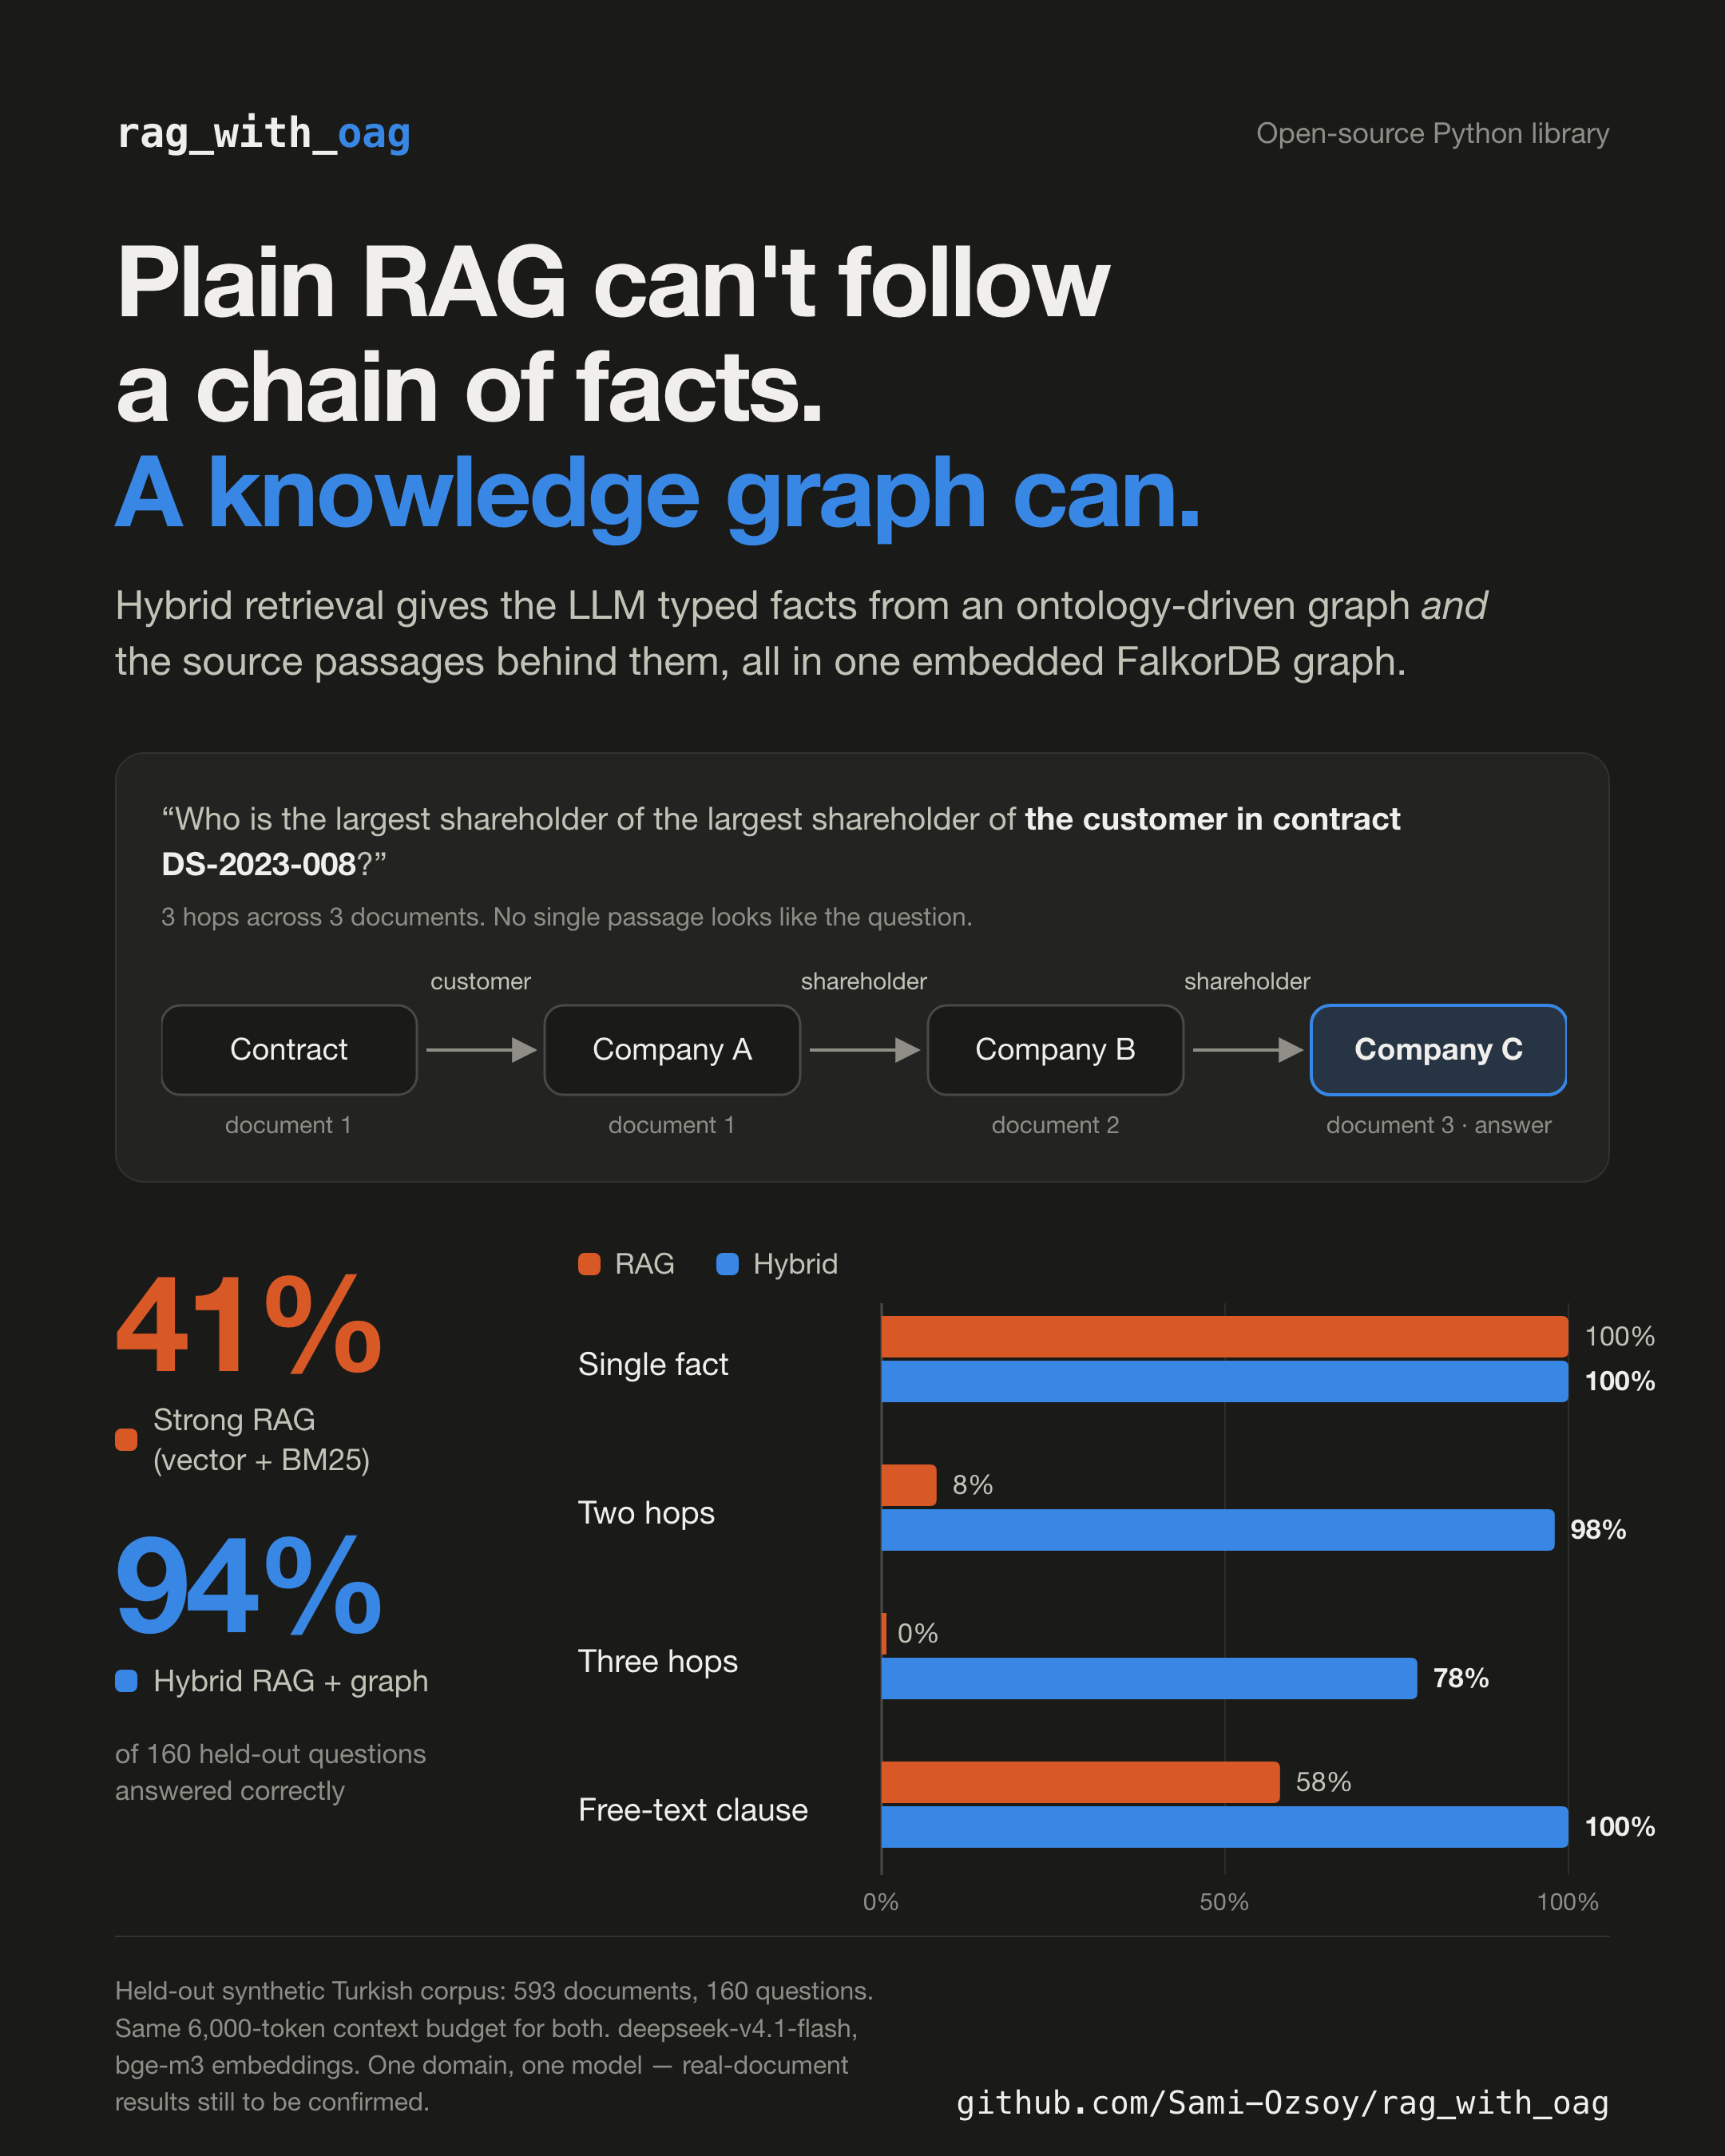 rag_with_oag
Open-source Python library
Plain RAG can't follow
a chain of facts.
A knowledge graph can.
Hybrid retrieval gives the LLM typed facts from an ontology-driven graph and
the source passages behind them, all in one embedded FalkorDB graph.
“Who is the largest shareholder of the largest shareholder of the customer in contract
DS-2023-008?”
3 hops across 3 documents. No single passage looks like the question.
customer
shareholder
shareholder
Contract
Company A
Company B
Company C
document 1
document 1
document 2
document 3 · answer
41%
Strong RAG
(vector + BM25)
94%
Hybrid RAG + graph
of 160 held-out questions
answered correctly
RAG
Hybrid
Single fact
100%
100%
Two hops
8%
98%
Three hops
0%
78%
Free-text clause
58%
100%
0%
50%
100%
Held-out synthetic Turkish corpus: 593 documents, 160 questions.
Same 6,000-token context budget for both. deepseek-v4.1-flash,
bge-m3 embeddings. One domain, one model — real-document
results still to be confirmed.
github.com/Sami-Ozsoy/rag_with_oag